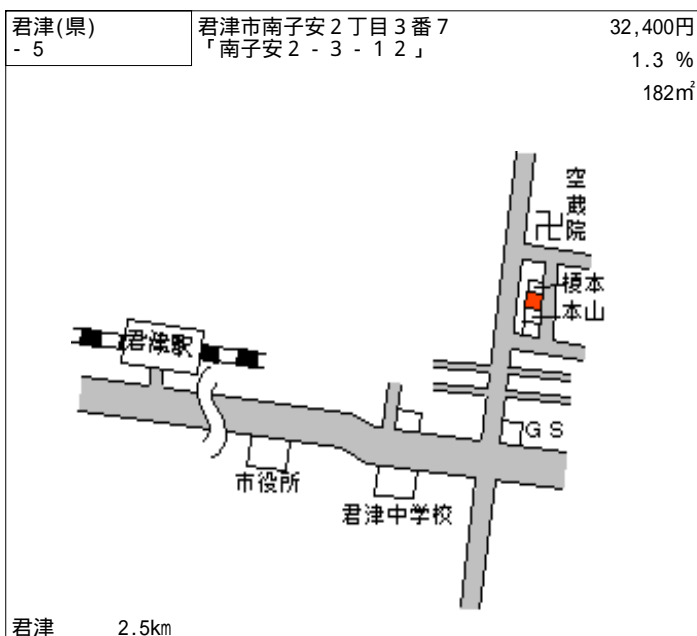 君津(県)
- 5
君津市南子安2丁目3番7
「南子安2-3-12」
32,400円
1.3 %
182㎡
空蔵院
榎本
本山
君津駅
GS
市役所
君津中学校
君津 2.5km